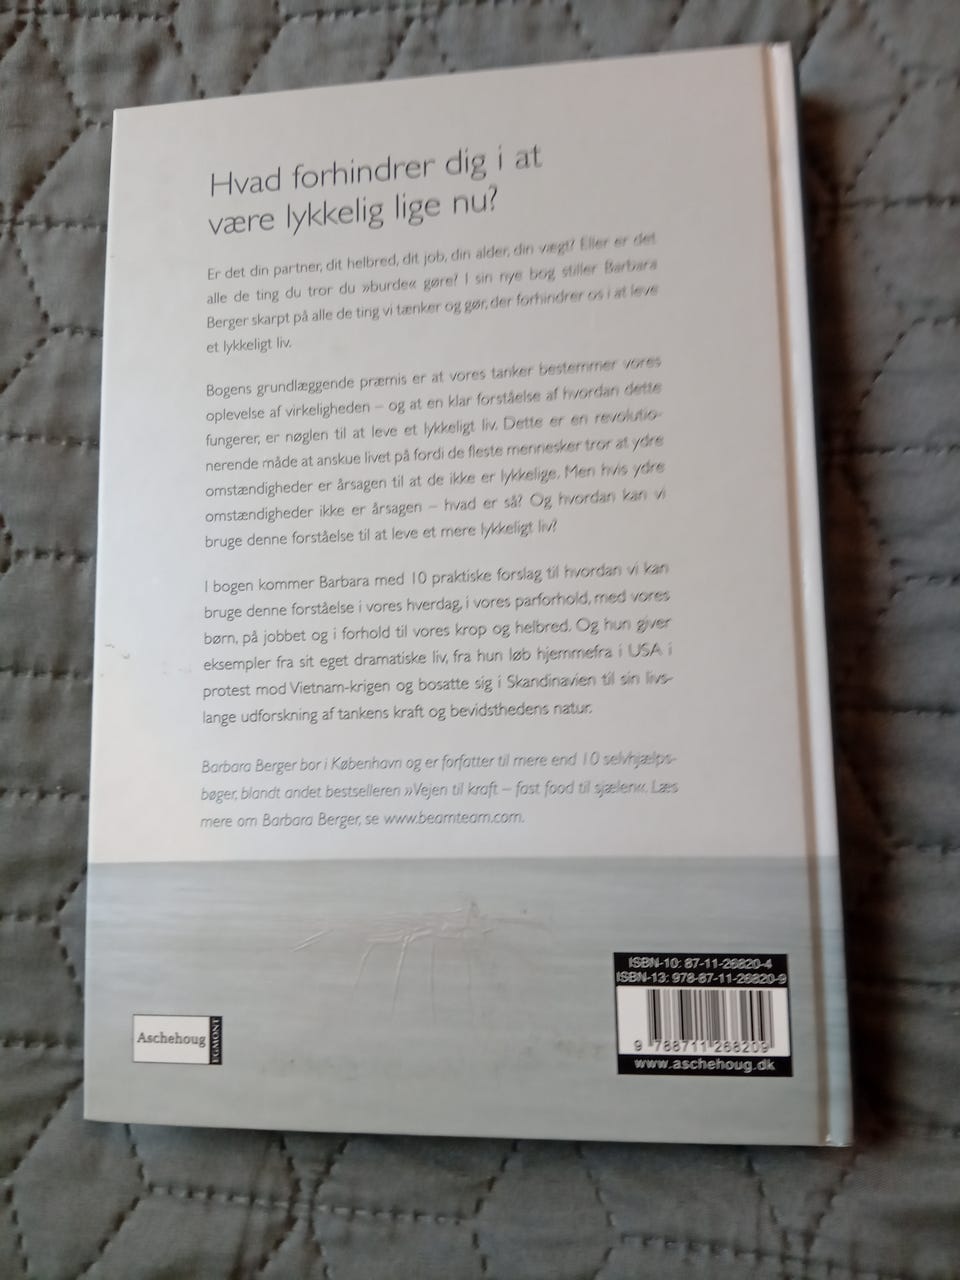 Hvad forhindrer dig i at
være lykkelig lige nu?
Er det din partner, dit helbred, dit job, din alder, din vægt? Eller er det
alle de ting du tror du »burde« gøre? I sin nye bog stiller Barbara
Berger skarpt på alle de ting vi tænker og gør, der forhindrer os i at leve
et lykkeligt liv.
Bogens grundlæggende præmis er at vores tanker bestemmer vores
oplevelse af virkeligheden – og at en klar forståelse af hvordan dette
fungerer, er nøglen til at leve et lykkeligt liv. Dette er en revolutio-
nerende måde at anskue livet på fordi de fleste mennesker tror at ydre
omstændigheder er årsagen til at de ikke er lykkelige. Men hvis ydre
omstændigheder ikke er årsagen – hvad er så? Og hvordan kan vi
bruge denne forståelse til at leve et mere lykkeligt liv?
I bogen kommer Barbara med 10 praktiske forslag til hvordan vi kan
bruge denne forståelse i vores hverdag, i vores parforhold, med vores
børn, på jobbet og i forhold til vores krop og helbred. Og hun giver
eksempler fra sit eget dramatiske liv, fra hun løb hjemmefra i USA i
protest mod Vietnam-krigen og bosatte sig i Skandinavien til sin livs-
lange udforskning af tankens kraft og bevidsthedens natur.
Barbara Berger bor i København og er forfatter til mere end 10 selvhjælps-
bøger, blandt andet bestselleren »Vejen til kraft – fast food til sjælen«. Læs
mere om Barbara Berger, se www.beamteam.com.
ISBN-10: 87-11-26820-4
ISBN-13: 978-87-11-26820-9
9 788711 268209
www.aschehoug.dk
Aschehoug
EGMONT